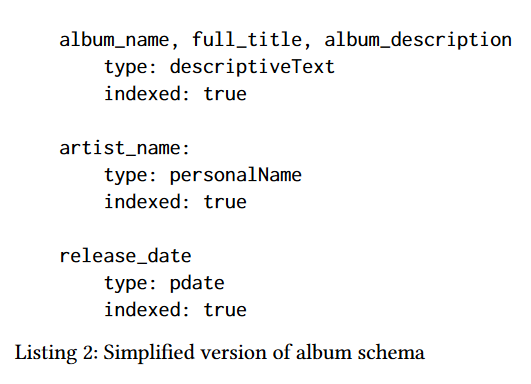 album_name, full_title, album_description
type: descriptiveText
indexed: true
artist_name:
type: personalName
indexed: true
release_date
type: pdate
indexed: true
Listing 2: Simplified version of album schema